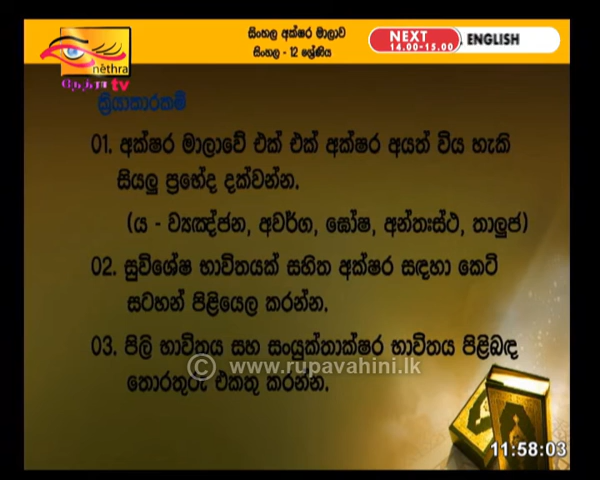 nēthra
நேத்ரா tv
සිංහල අක්ෂර මාලාව
සිංහල - 12 ශ්‍රේණිය
NEXT
14.00-15.00
ENGLISH
ක්‍රියාකාරකම්
01. අක්ෂර මාලාවේ එක් එක් අක්ෂර අයත් විය හැකි
සියලු ප්‍රභේද දක්වන්න.
(ය - ව්‍යඤ්ජන, අවර්ග, ඝෝෂ, අන්තඃස්ථ, තාලුජ)
02. සුවිශේෂ භාවිතයක් සහිත අක්ෂර සඳහා කෙටි
සටහන් පිළියෙල කරන්න.
03. පිලි භාවිතය සහ සංයුක්තාක්ෂර භාවිතය පිළිබඳ
© www.rupavahini.lk
තොරතුරු එකතු කරන්න.
11:58:03